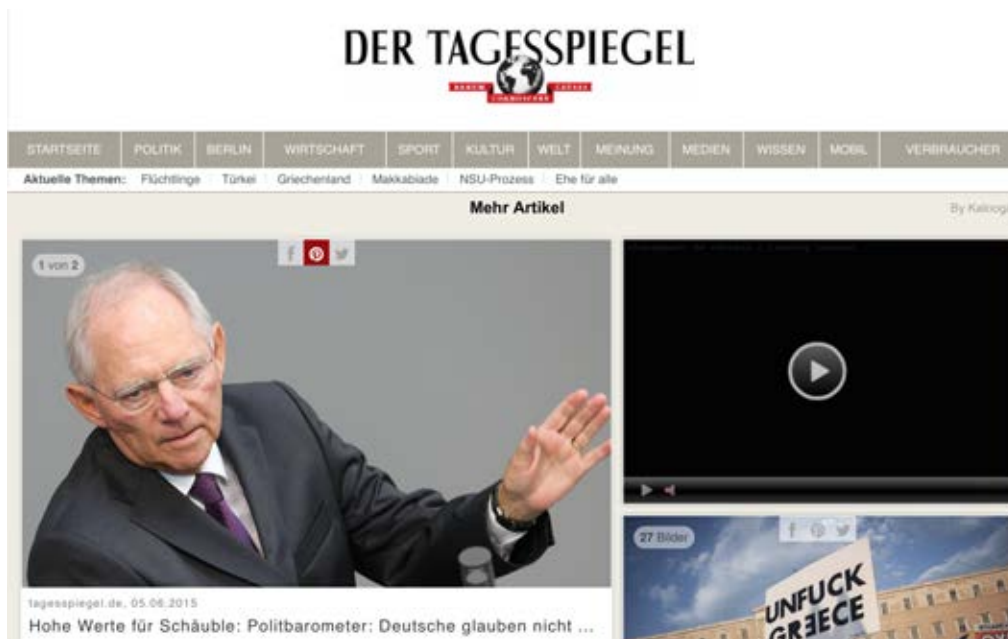 DER TAGESSPIEGEL
STARTSEITE POLITIK BERLIN WIRTSCHAFT SPORT KULTUR WELT MEINUNG MEDIEN WISSEN MOBIL VERBRAUCHER
Aktuelle Themen: Flüchtlinge Türkei Griechenland Makkabiade NSU-Prozess Ehe für alle
Mehr Artikel
By
1 von 2
27 Bilder
UNFUCK
GREECE
tagesspiegel.de, 05.06.2015
Hohe Werte für Schäuble: Politbarometer: Deutsche glauben nicht ...